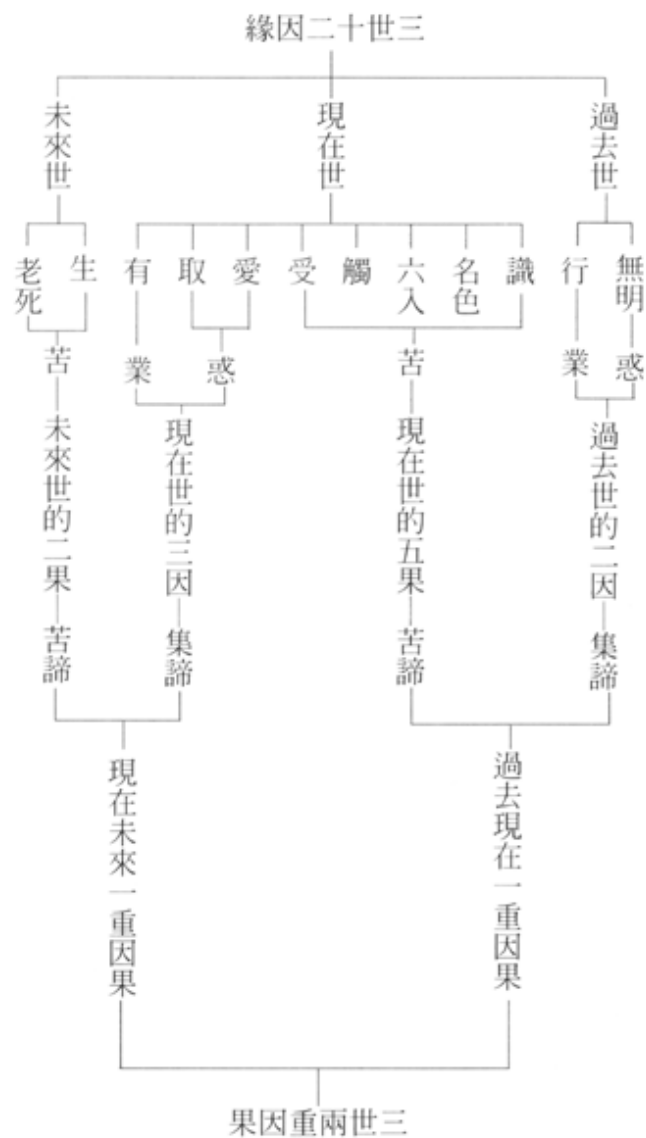 三世十二因緣
過去世
現在世
未來世
無明
行
識
名色
六入
觸
受
愛
取
有
生
老死
惑
業
苦
惑
業
苦
過去世的二因
現在世的五果
現在世的三因
未來世的二果
集諦
苦諦
集諦
苦諦
過去現在一重因果
現在未來一重因果
三世兩重因果